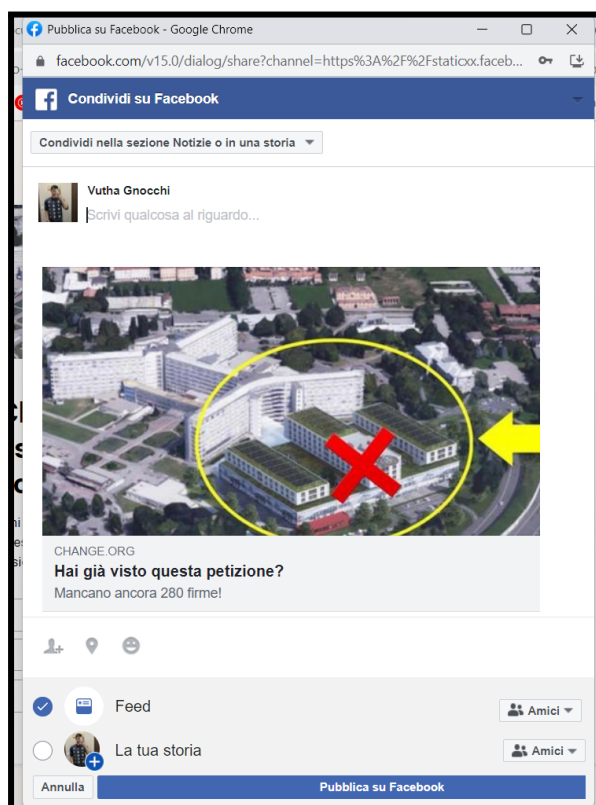 Pubblica su Facebook - Google Chrome
facebook.com/v15.0/dialog/share?channel=https%3A%2F%2Fstaticxx.faceb...
Condividi su Facebook
Condividi nella sezione Notizie o in una storia
Vutha Gnocchi
Scrivi qualcosa al riguardo...
CHANGE.ORG
Hai già visto questa petizione?
Mancano ancora 280 firme!
Feed
Amici
La tua storia
Amici
Annulla
Pubblica su Facebook